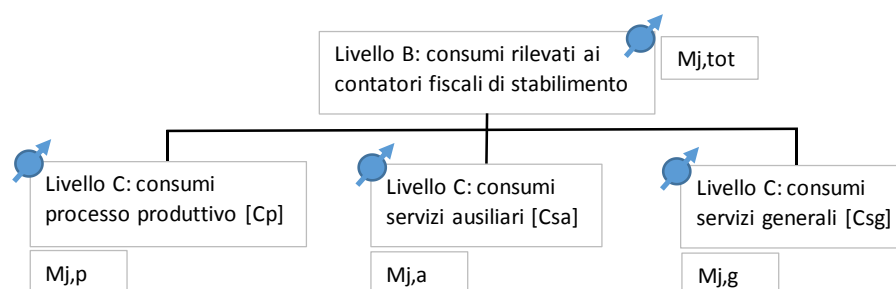 Livello B: consumi rilevati ai
contatori fiscali di stabilimento
Mj,tot
Livello C: consumi
processo produttivo [Cp]
Mj,p
Livello C: consumi
servizi ausiliari [Csa]
Mj,a
Livello C: consumi
servizi generali [Csg]
Mj,g